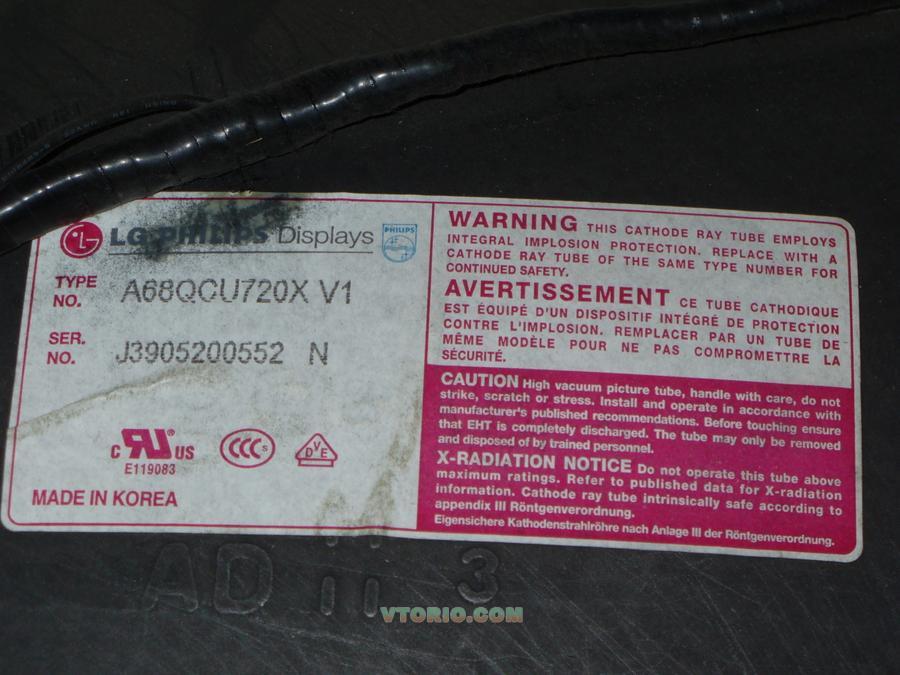 LG.PHILIPS Displays
PHILIPS
TYPE NO. A68QCU720X V1
SER. NO. J3905200552 N
c RU US
E119083
CCC S
DVE
MADE IN KOREA
WARNING THIS CATHODE RAY TUBE EMPLOYS
INTEGRAL IMPLOSION PROTECTION. REPLACE WITH A
CATHODE RAY TUBE OF THE SAME TYPE NUMBER FOR
CONTINUED SAFETY.
AVERTISSEMENT CE TUBE CATHODIQUE
EST ÉQUIPÉ D'UN DISPOSITIF INTÉGRÉ DE PROTECTION
CONTRE L'IMPLOSION. REMPLACER PAR UN TUBE DE
MÊME MODÈLE POUR NE PAS COMPROMETTRE LA
SÉCURITÉ.
CAUTION High vacuum picture tube, handle with care, do not
strike, scratch or stress. Install and operate in accordance with
manufacturer's published recommendations. Before touching ensure
that EHT is completely discharged. The tube may only be removed
and disposed of by trained personnel.
X-RADIATION NOTICE Do not operate this tube above
maximum ratings. Refer to published data for X-radiation
information. Cathode ray tube intrinsically safe according to
appendix III Röntgenverordnung.
Eigensichere Kathodenstrahlröhre nach Anlage III der Röntgenverordnung.
AD 3
VTORIO.COM